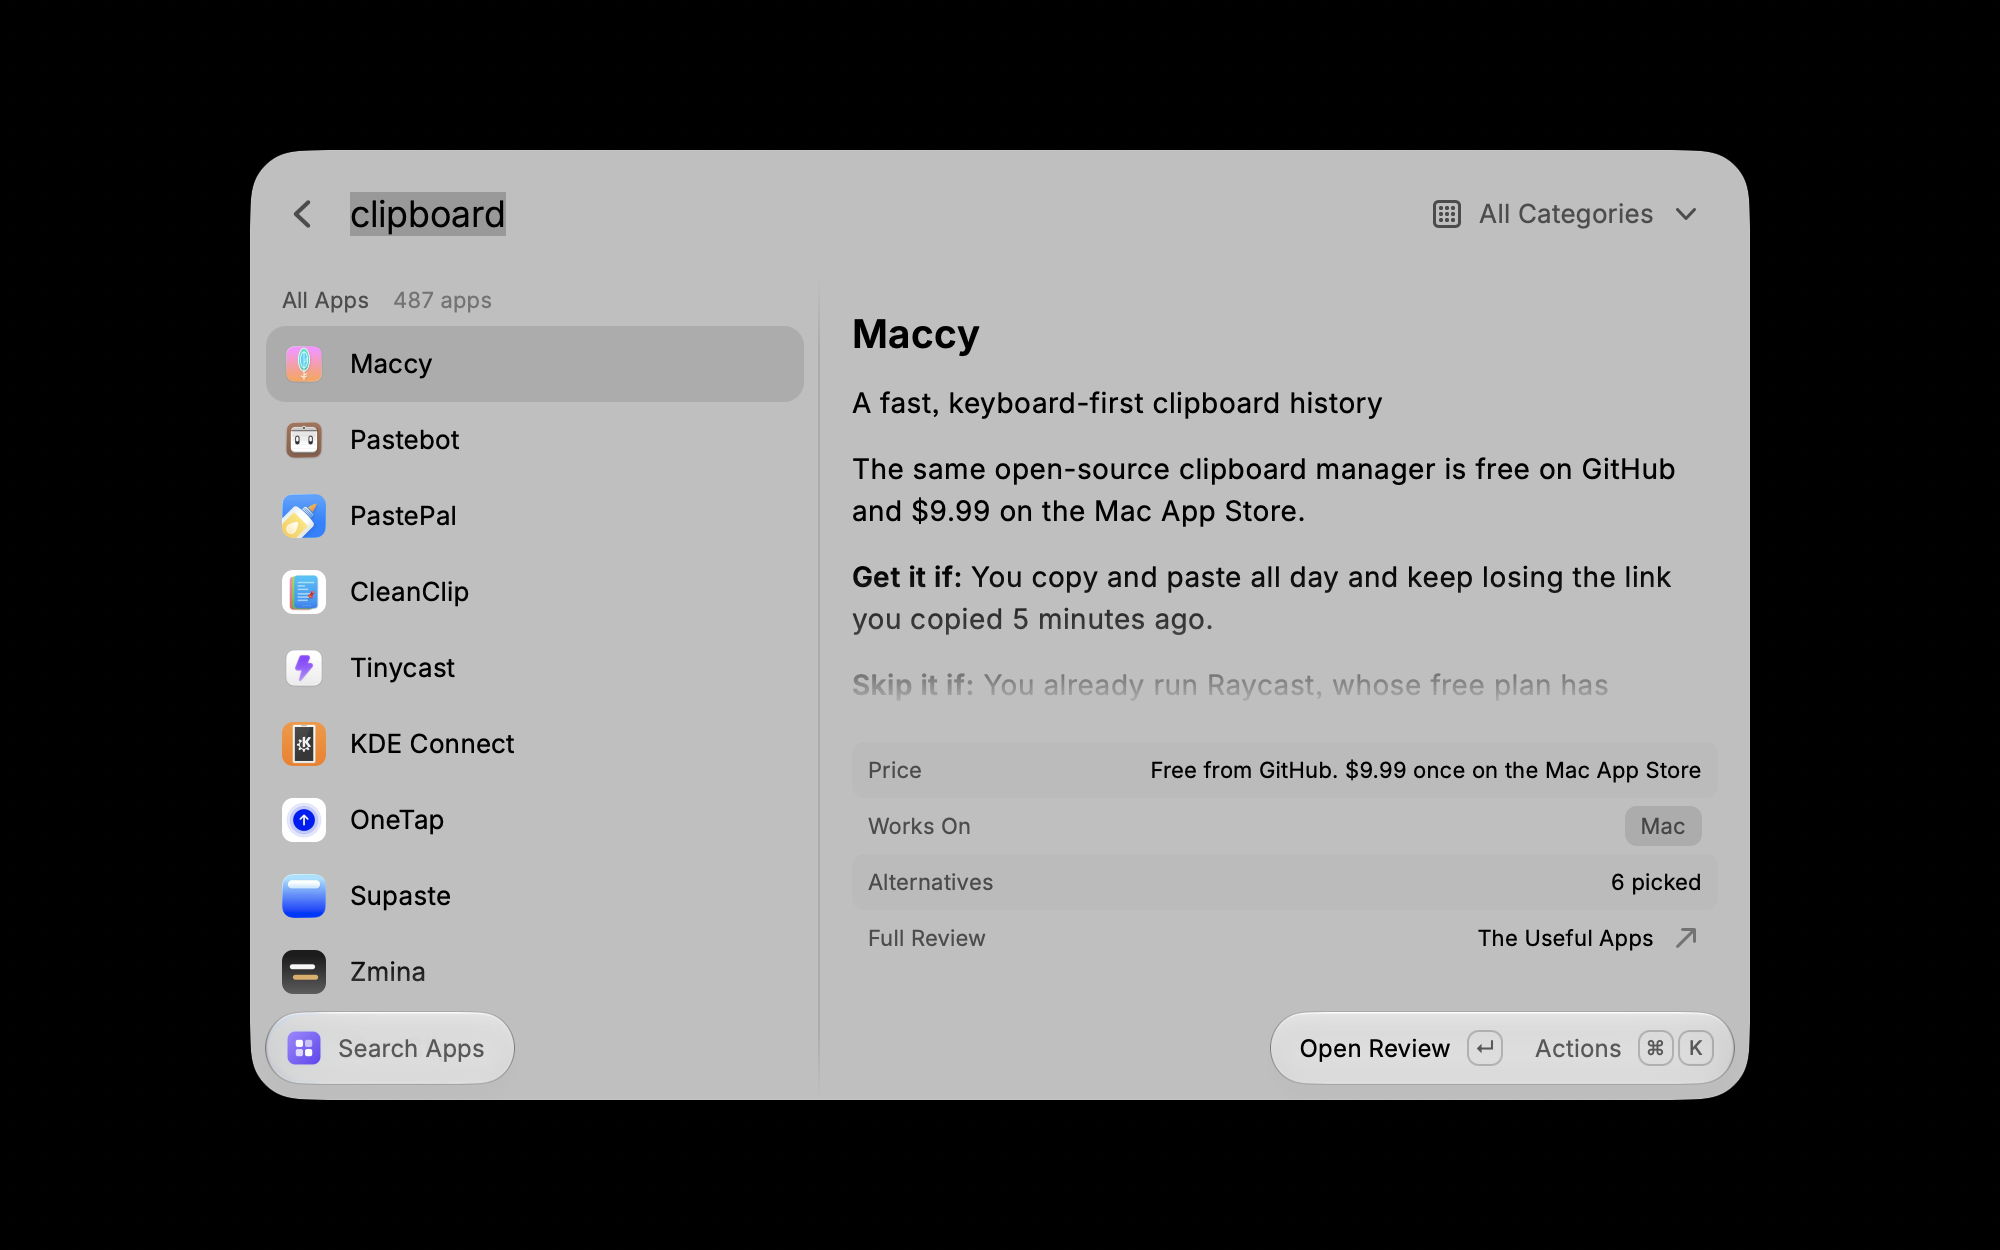 clipboard
All Categories
All Apps 487 apps
Maccy
Pastebot
PastePal
CleanClip
Tinycast
KDE Connect
OneTap
Supaste
Zmina
Search Apps
Maccy
A fast, keyboard-first clipboard history
The same open-source clipboard manager is free on GitHub
and $9.99 on the Mac App Store.
Get it if: You copy and paste all day and keep losing the link
you copied 5 minutes ago.
Skip it if: You already run Raycast, whose free plan has
Price Free from GitHub. $9.99 once on the Mac App Store
Works On Mac
Alternatives 6 picked
Full Review The Useful Apps
Open Review ↵ Actions ⌘ K